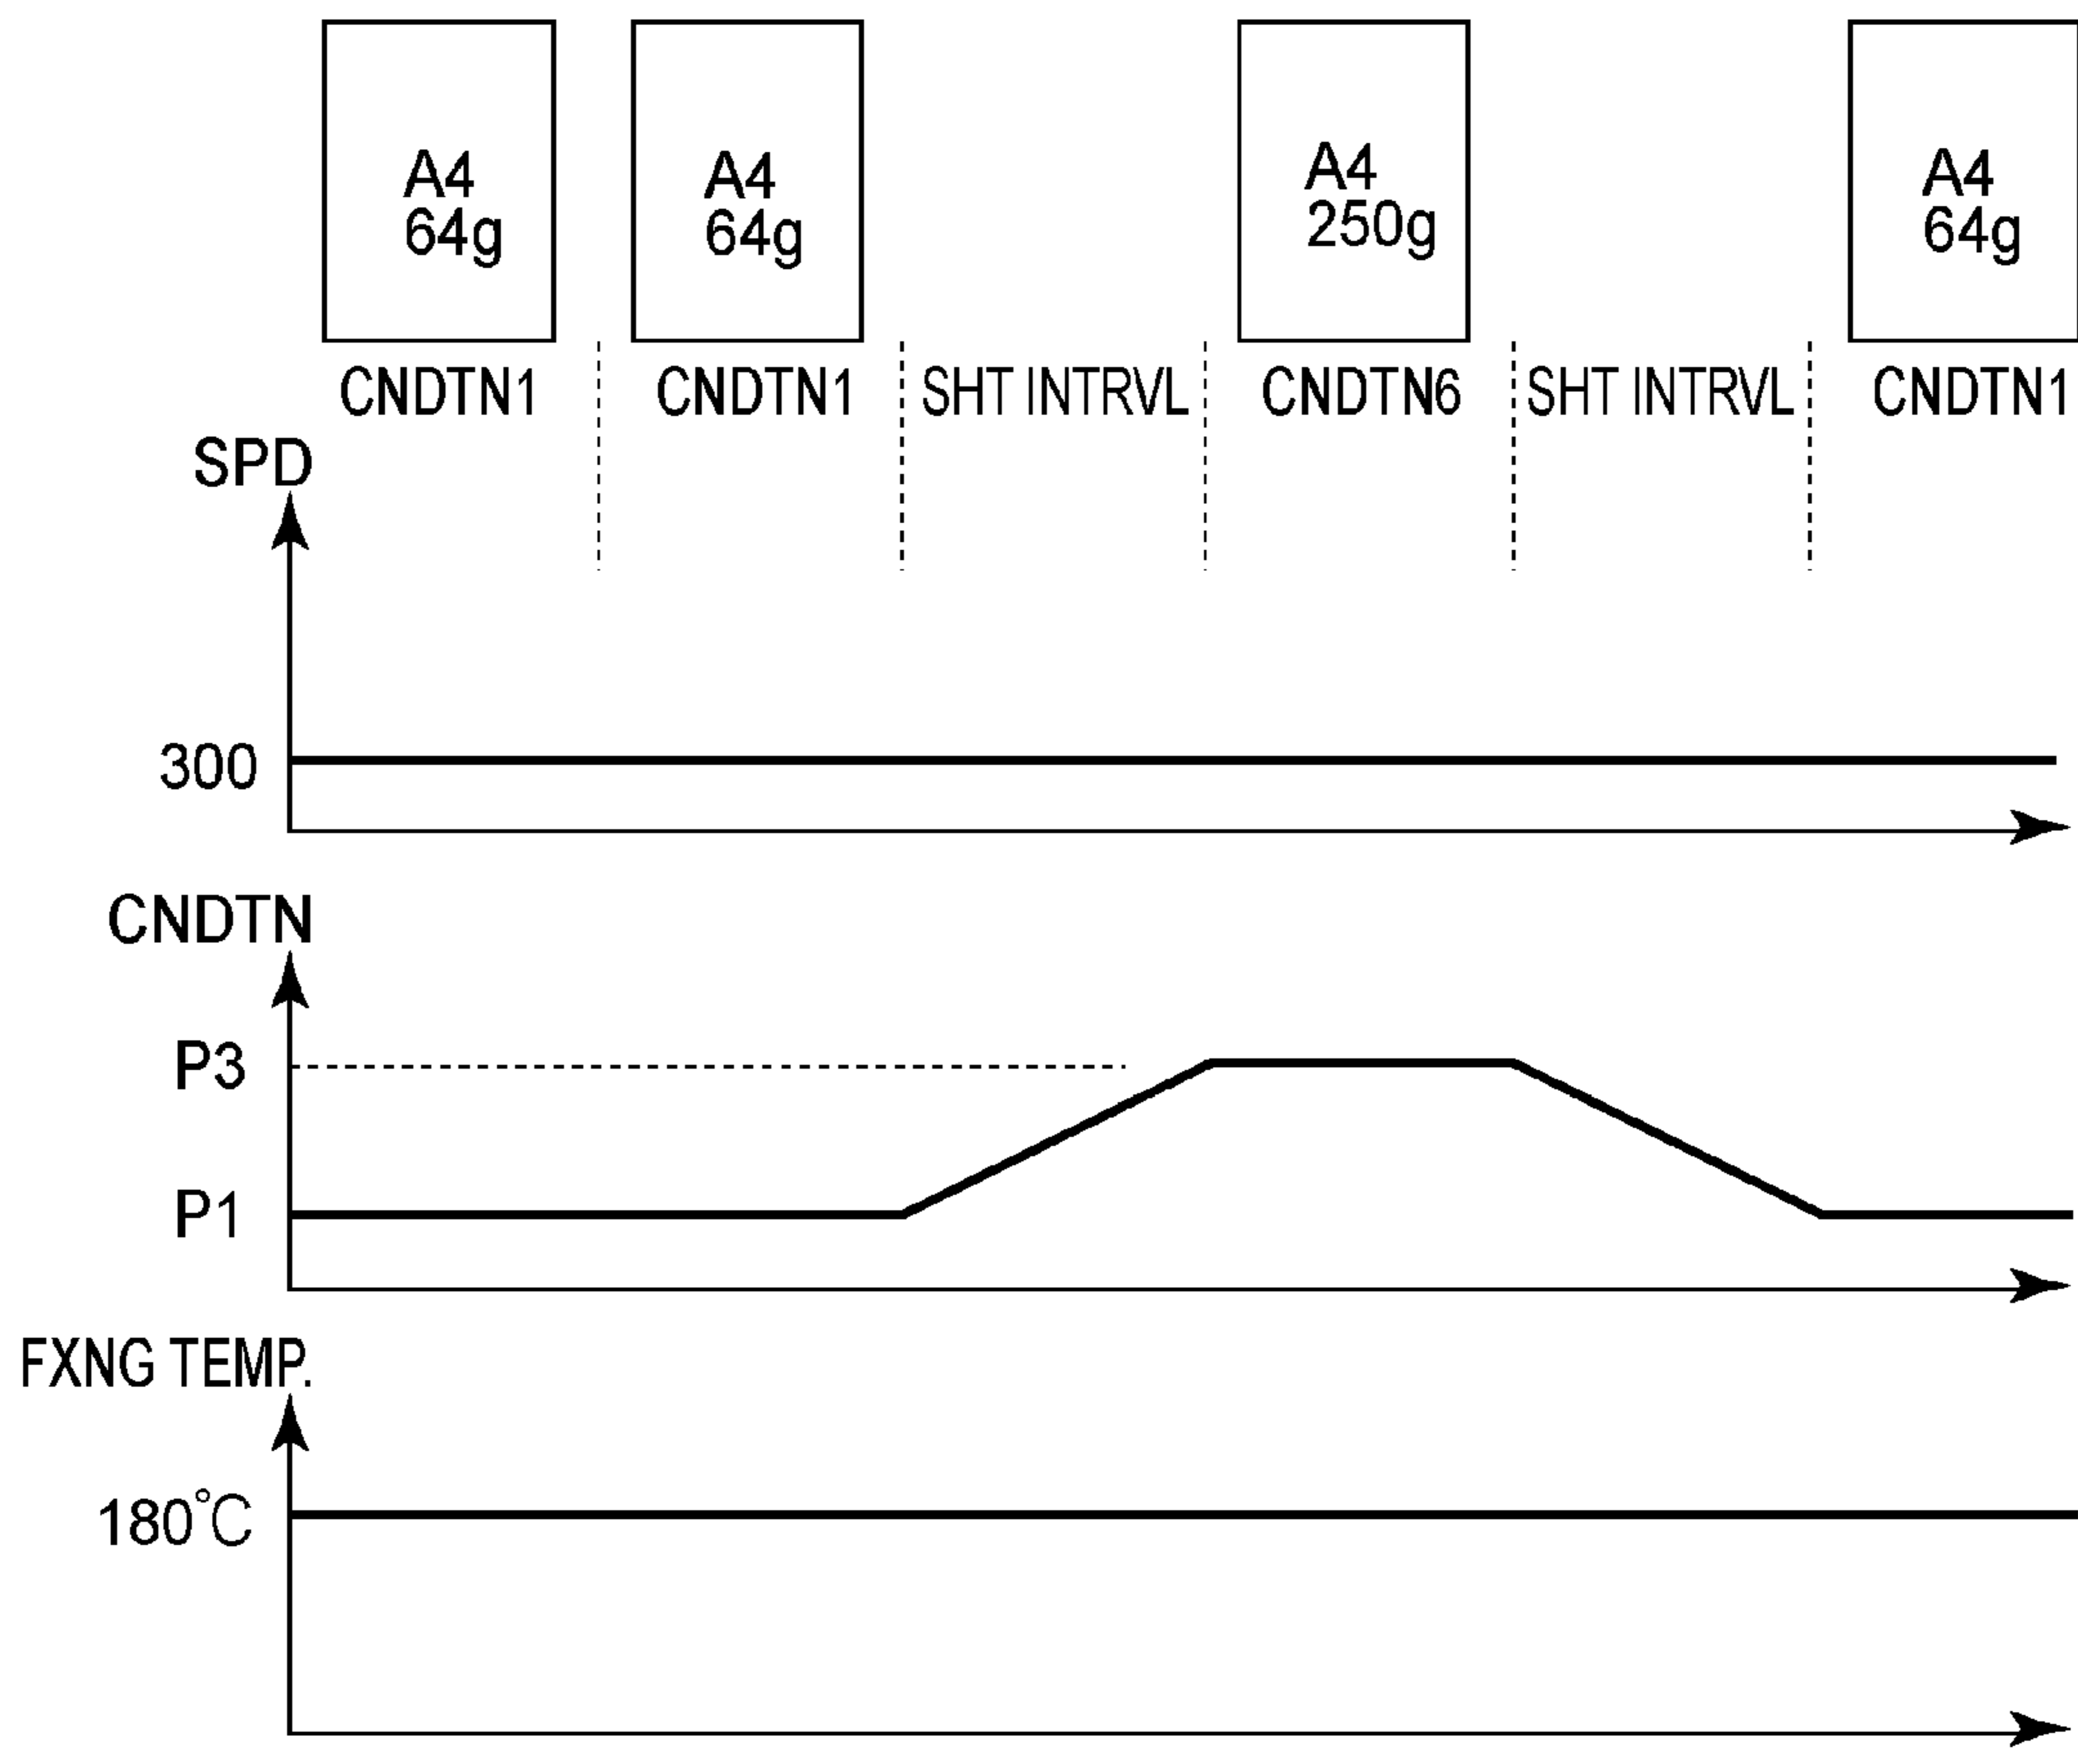 A4
64g
A4
64g
A4
250g
A4
64g
CNDTN1
CNDTN1
SHT INTRVL
CNDTN6
SHT INTRVL
CNDTN1
SPD
300
CNDTN
P3
P1
FXNG TEMP.
180°C